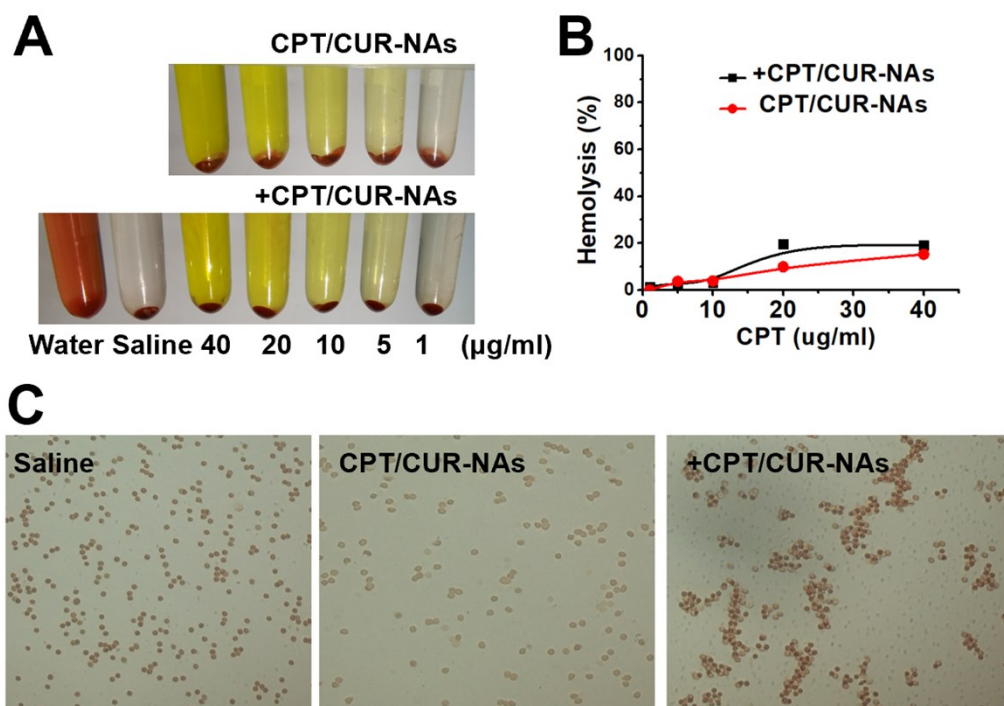 A
CPT/CUR-NAs
+CPT/CUR-NAs
Water Saline 40 20 10 5 1 (µg/ml)
B
100
80
60
40
20
0
Hemolysis (%)
+CPT/CUR-NAs
CPT/CUR-NAs
0 10 20 30 40
CPT (ug/ml)
C
Saline
CPT/CUR-NAs
+CPT/CUR-NAs